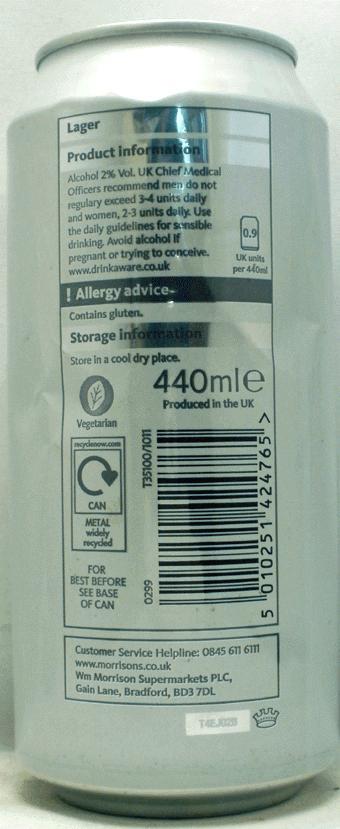 Lager
Product information
Alcohol 2% Vol. UK Chief Medical
Officers recommend men do not
regulary exceed 3-4 units daily
and women, 2-3 units daily. Use
the daily guidelines for sensible
drinking. Avoid alcohol if
pregnant or trying to conceive.
www.drinkaware.co.uk
0.9
UK units
per 440ml
! Allergy advice-
Contains gluten.
Storage information
Store in a cool dry place.
440ml℮
Produced in the UK
Vegetarian
recyclenow.com
CAN
METAL
widely
recycled
FOR
BEST BEFORE
SEE BASE
OF CAN
T35100/1011
0299
5 010251 424765 >
Customer Service Helpline: 0845 611 6111
www.morrisons.co.uk
Wm Morrison Supermarkets PLC,
Gain Lane, Bradford, BD3 7DL